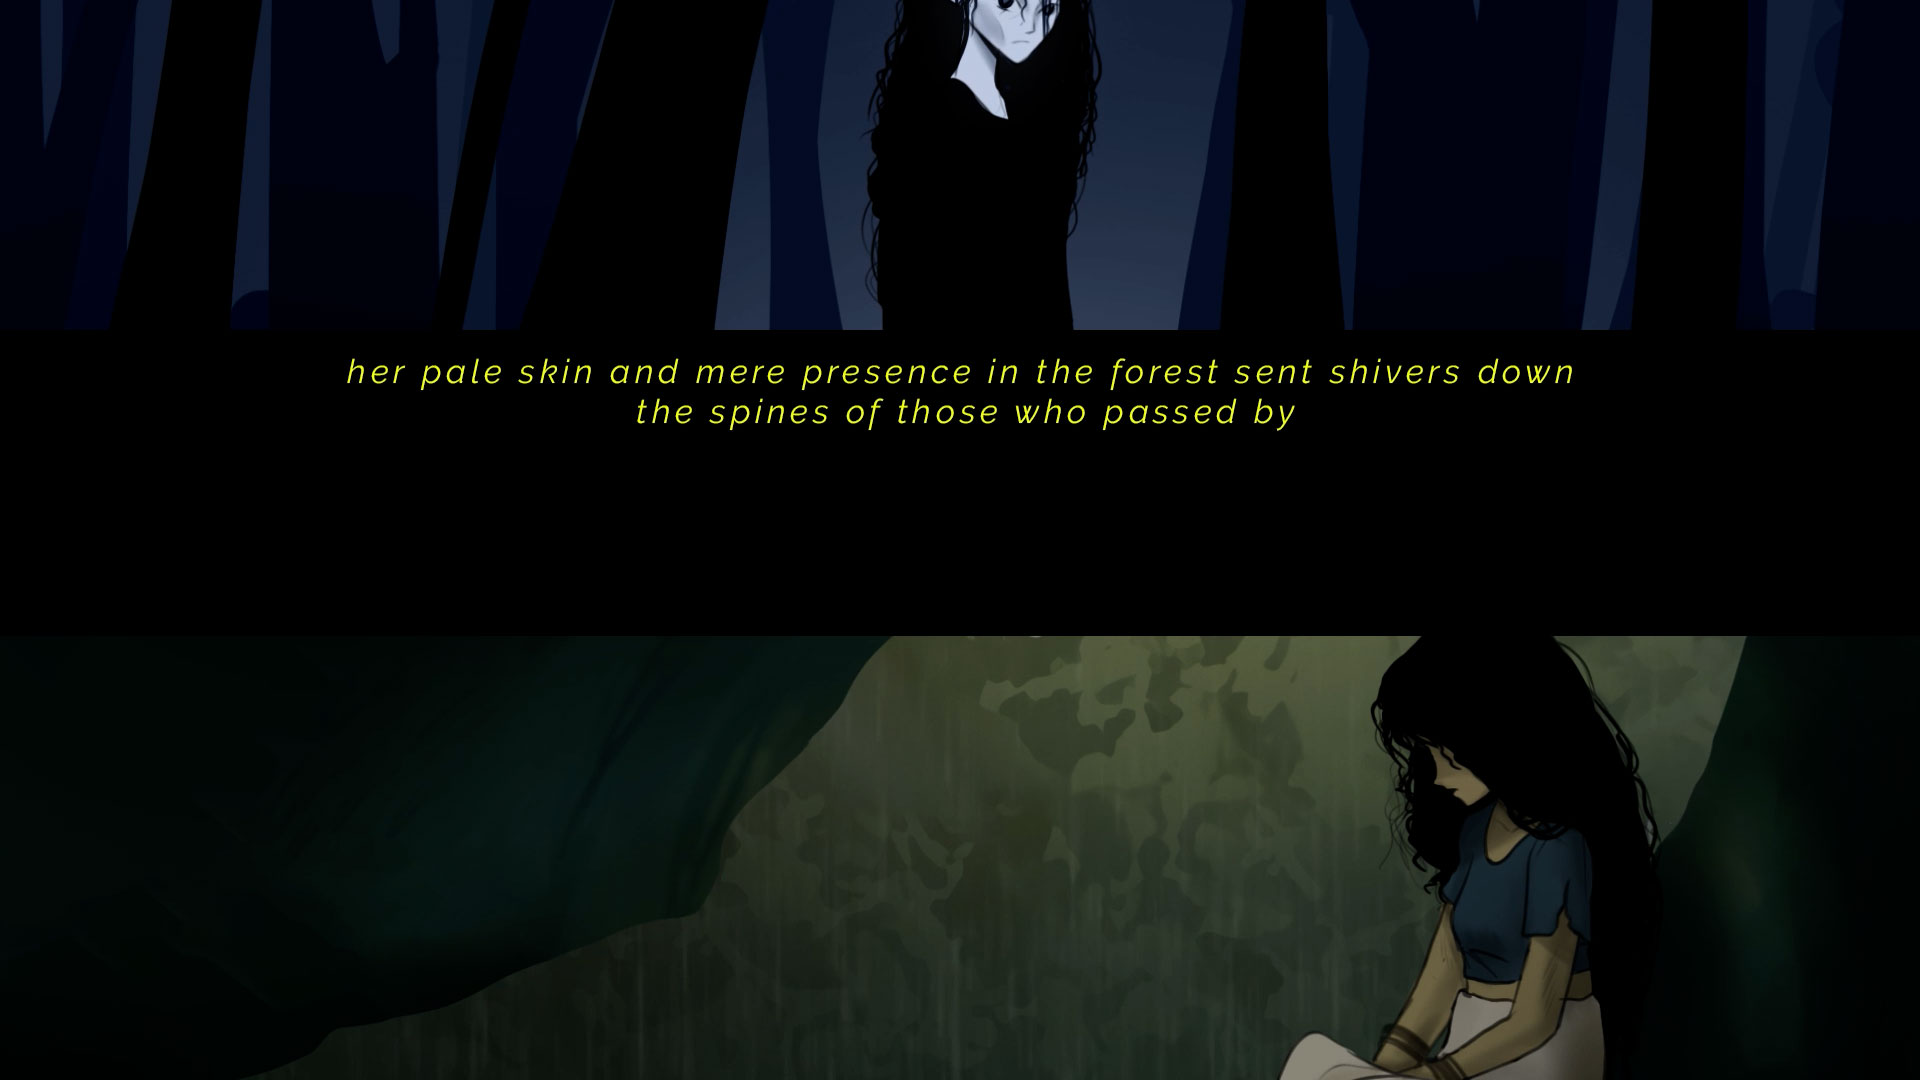 her pale skin and mere presence in the forest sent shivers down
the spines of those who passed by